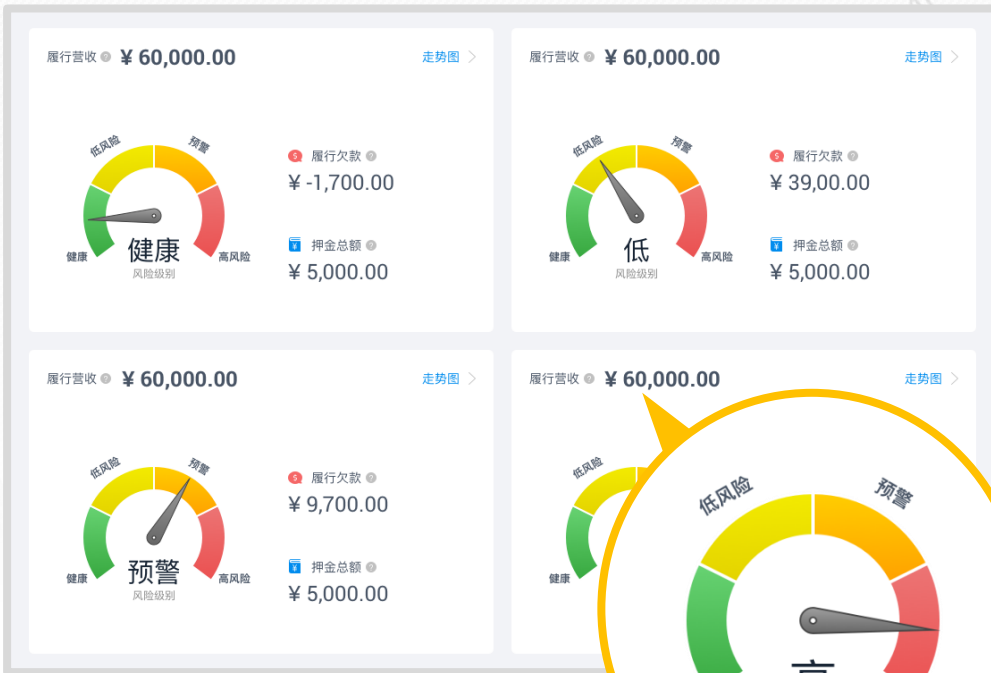 履行营收 ¥ 60,000.00 走势图
低风险 预警
健康 高风险
健康
风险级别
履行欠款
¥ -1,700.00
押金总额
¥ 5,000.00
履行营收 ¥ 60,000.00 走势图
低风险 预警
健康 高风险
低
风险级别
履行欠款
¥ 39,00.00
押金总额
¥ 5,000.00
履行营收 ¥ 60,000.00 走势图
低风险 预警
健康 高风险
预警
风险级别
履行欠款
¥ 9,700.00
押金总额
¥ 5,000.00
履行营收 ¥ 60,000.00 走势图
低风险
健康
低风险 预警